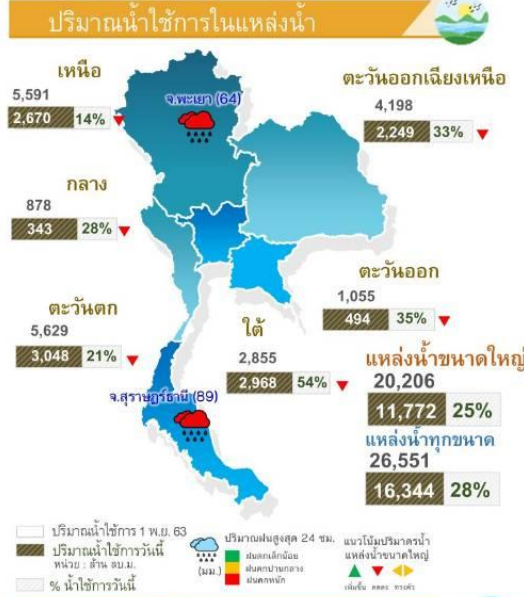 ปริมาณน้ำใช้การในแหล่งน้ำ
เหนือ
5,591
2,670 14%
จ.พะเยา (64)
ตะวันออกเฉียงเหนือ
4,198
2,249 33%
กลาง
878
343 28%
ตะวันออก
1,055
494 35%
ตะวันตก
5,629
3,048 21%
ใต้
2,855
2,968 54%
จ.สุราษฎร์ธานี (89)
แหล่งน้ำขนาดใหญ่
20,206
11,772 25%
แหล่งน้ำทุกขนาด
26,551
16,344 28%
ปริมาณน้ำใช้การ 1 พ.ย. 63
ปริมาณน้ำใช้การวันนี้
หน่วย : ล้าน ลบ.ม.
% น้ำใช้การวันนี้
ปริมาณฝนสูงสุด 24 ชม.
(มม.)
ฝนตกเล็กน้อย
ฝนตกปานกลาง
ฝนตกหนัก
แนวโน้มปริมาตรน้ำ
แหล่งน้ำขนาดใหญ่
เพิ่มขึ้น ลดลง ทรงตัว